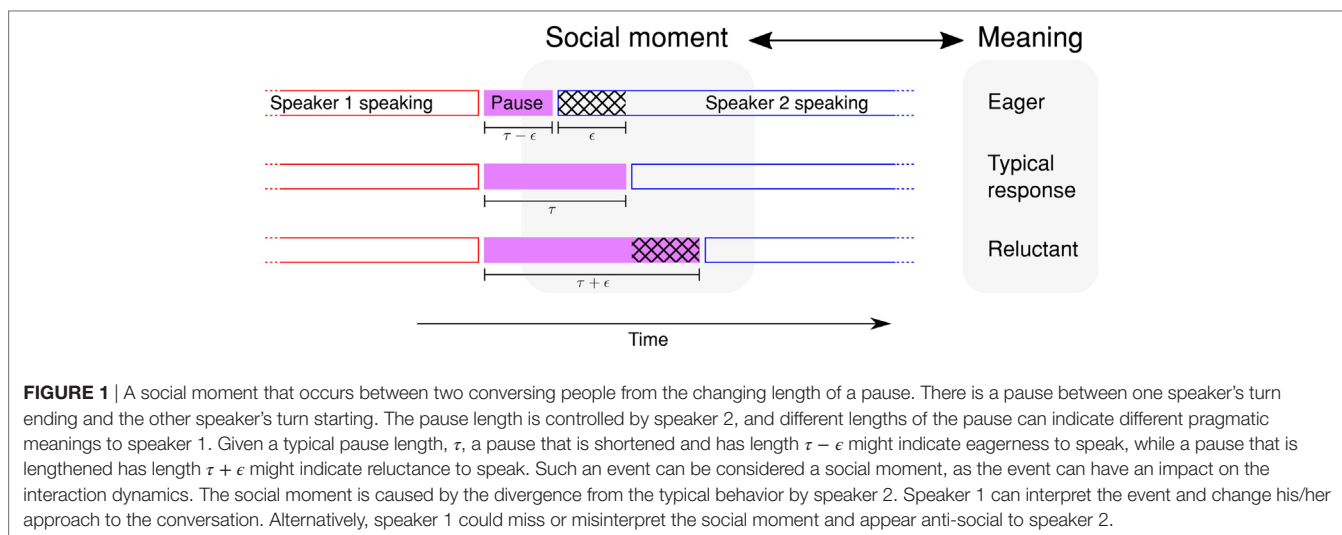 Social moment Meaning
Speaker 1 speaking Pause Speaker 2 speaking Eager
τ − ϵ ϵ
Typical
response
τ
Reluctant
τ + ϵ
Time
FIGURE 1 | A social moment that occurs between two conversing people from the changing length of a pause. There is a pause between one speaker’s turn
ending and the other speaker’s turn starting. The pause length is controlled by speaker 2, and different lengths of the pause can indicate different pragmatic
meanings to speaker 1. Given a typical pause length, τ, a pause that is shortened and has length τ − ϵ might indicate eagerness to speak, while a pause that is
lengthened has length τ + ϵ might indicate reluctance to speak. Such an event can be considered a social moment, as the event can have an impact on the
interaction dynamics. The social moment is caused by the divergence from the typical behavior by speaker 2. Speaker 1 can interpret the event and change his/her
approach to the conversation. Alternatively, speaker 1 could miss or misinterpret the social moment and appear anti-social to speaker 2.